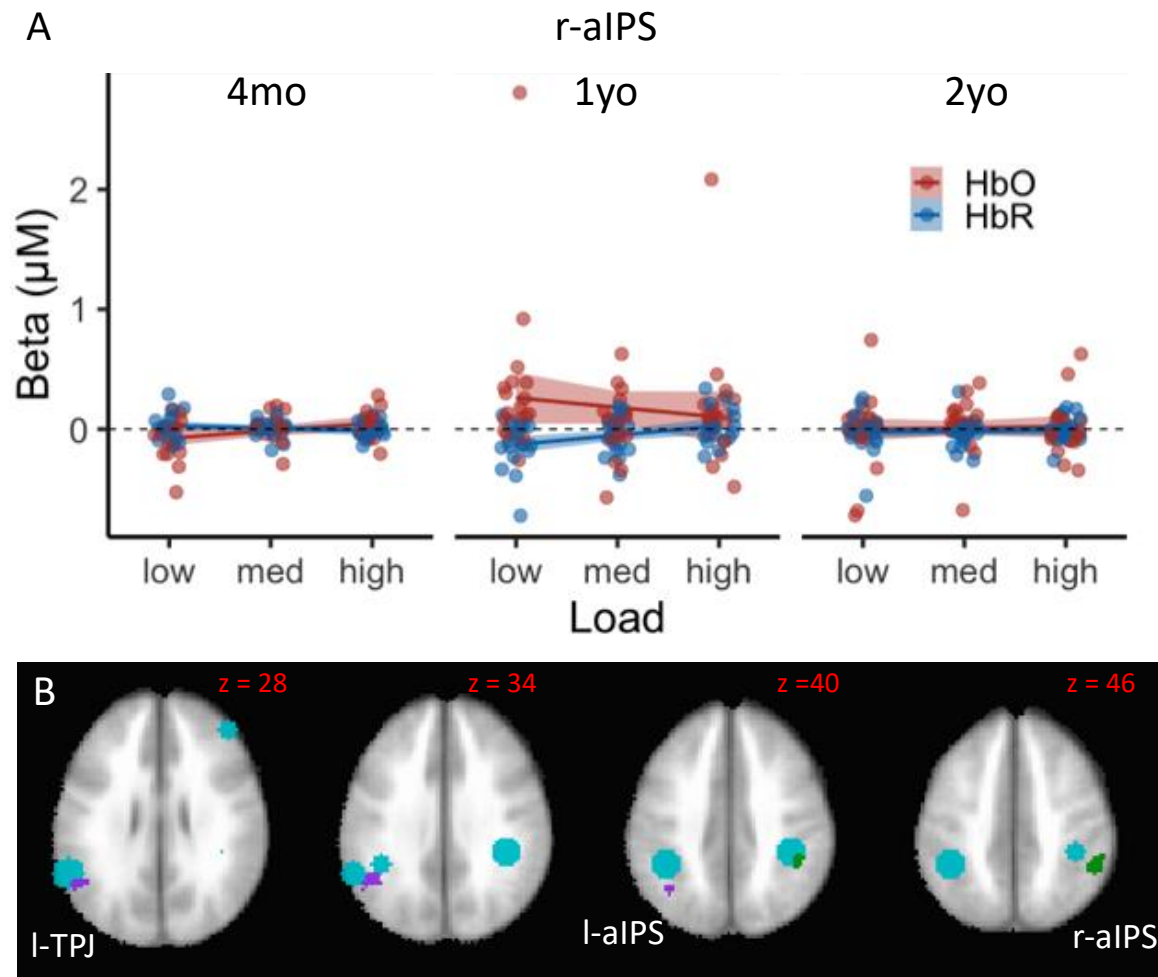 A
r-aIPS
4mo 1yo 2yo
HbO
HbR
Beta (μM)
2
1
0
low med high low med high low med high
Load
B
z = 28 z = 34 z =40 z = 46
l-TPJ l-aIPS r-aIPS